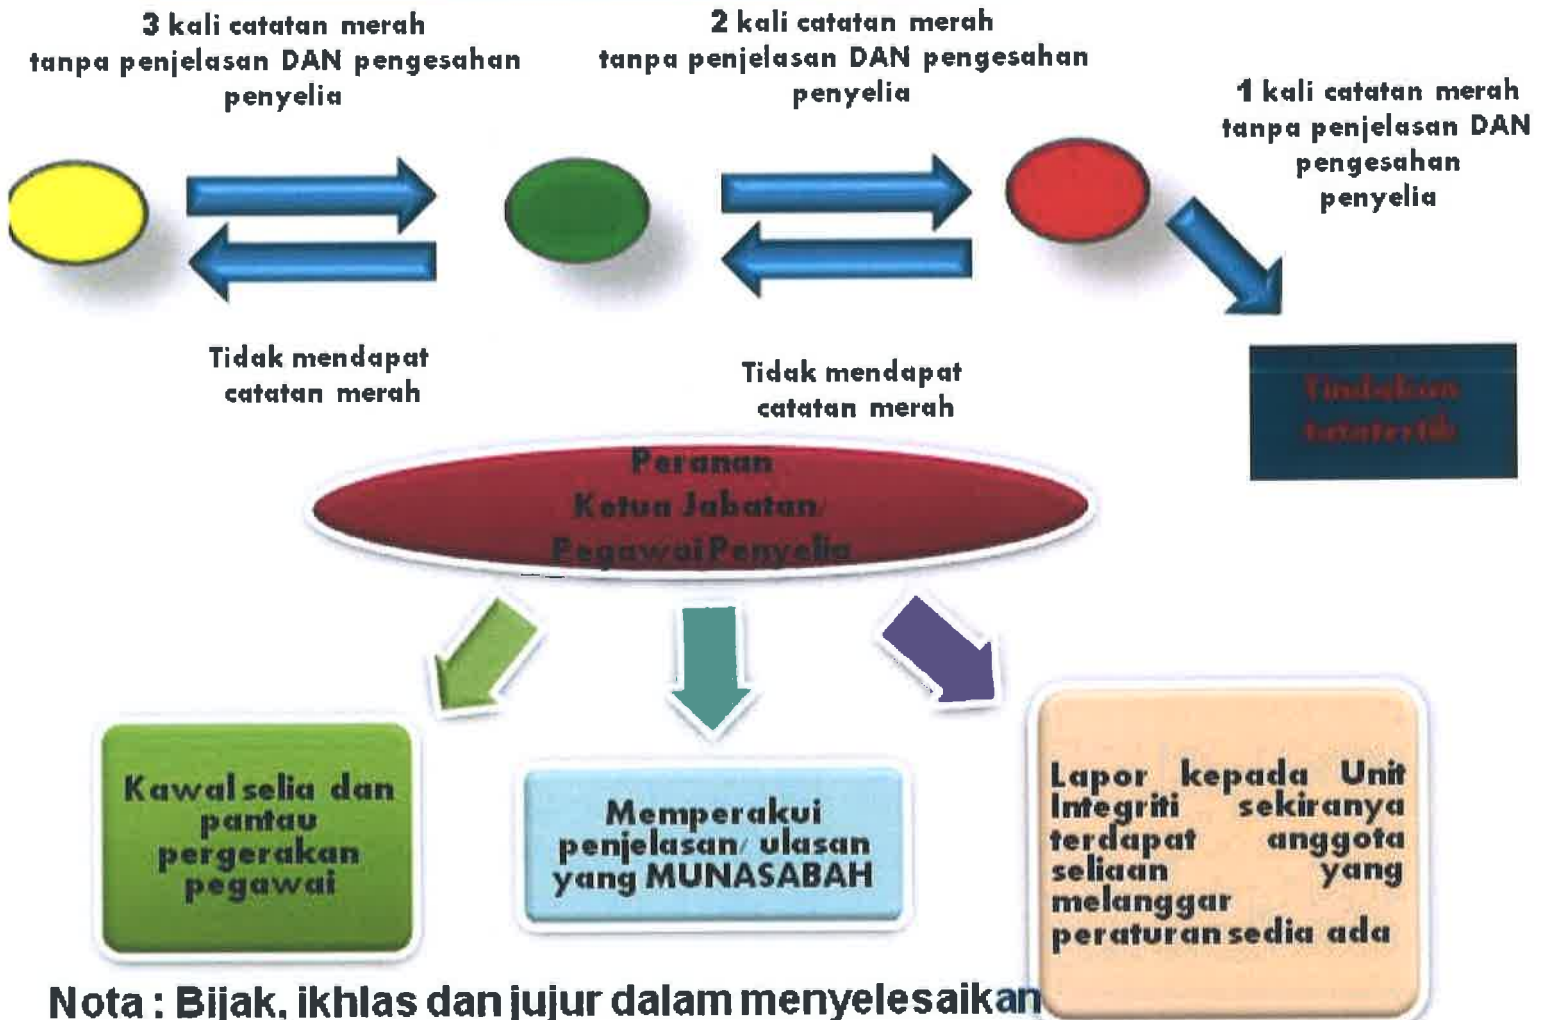 3 kali catatan merah
tanpa penjelasan DAN pengesahan
penyelia
2 kali catatan merah
tanpa penjelasan DAN pengesahan
penyelia
1 kali catatan merah
tanpa penjelasan DAN
pengesahan
penyelia
Tidak mendapat
catatan merah
Tidak mendapat
catatan merah
Tindakan
tatatertib
Peranan
Ketua Jabatan/
Pegawai Penyelia
Kawal selia dan
pantau
pergerakan
pegawai
Memperakui
penjelasan/ ulasan
yang MUNASABAH
Lapor kepada Unit
Integriti sekiranya
terdapat anggota
seliaan yang
melanggar
peraturan sedia ada
Nota : Bijak, ikhlas dan jujur dalam menyelesaikan